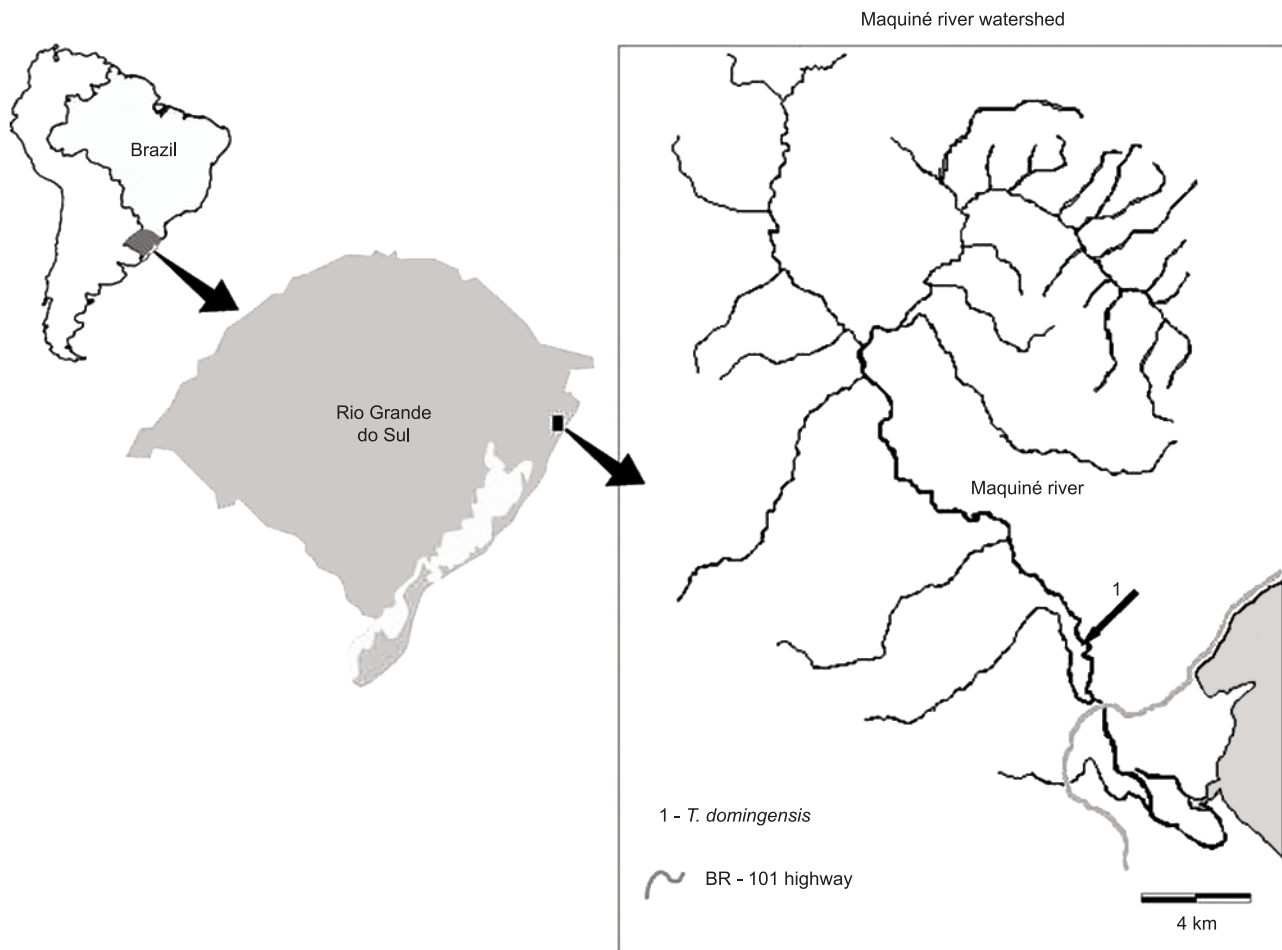 Maquiné river watershed
Brazil
Rio Grande
do Sul
Maquiné river
1
1 - T. domingensis
BR - 101 highway
4 km